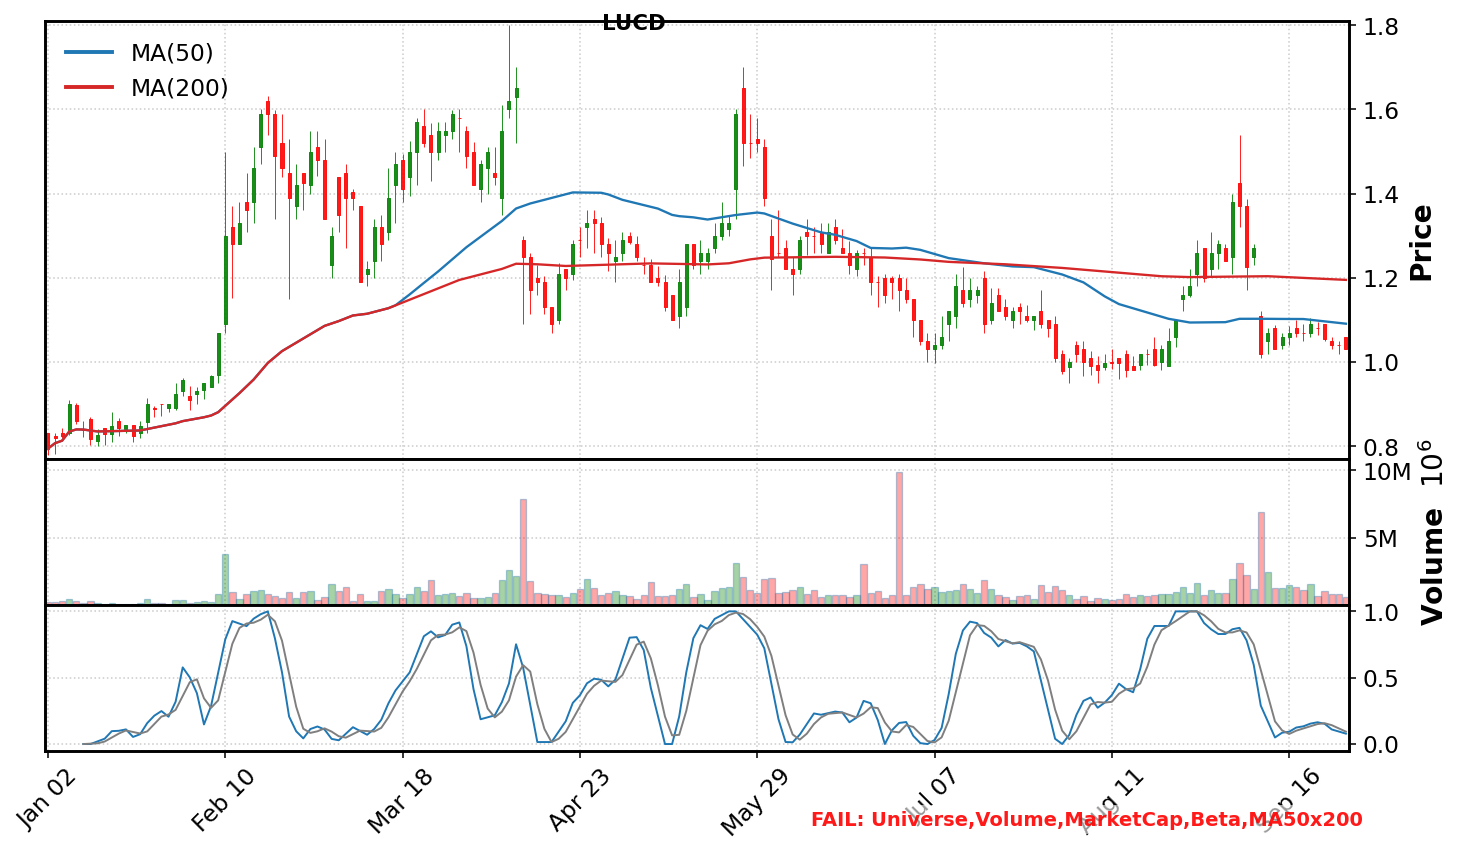 LUCD
MA(50)
MA(200)
1.8
1.6
1.4
1.2
1.0
0.8
Price
10M
5M
Volume 10^6
1.0
0.5
0.0
Jan 02
Feb 10
Mar 18
Apr 23
May 29
Jul 07
Aug 11
Sep 16
FAIL: Universe,Volume,MarketCap,Beta,MA50x200